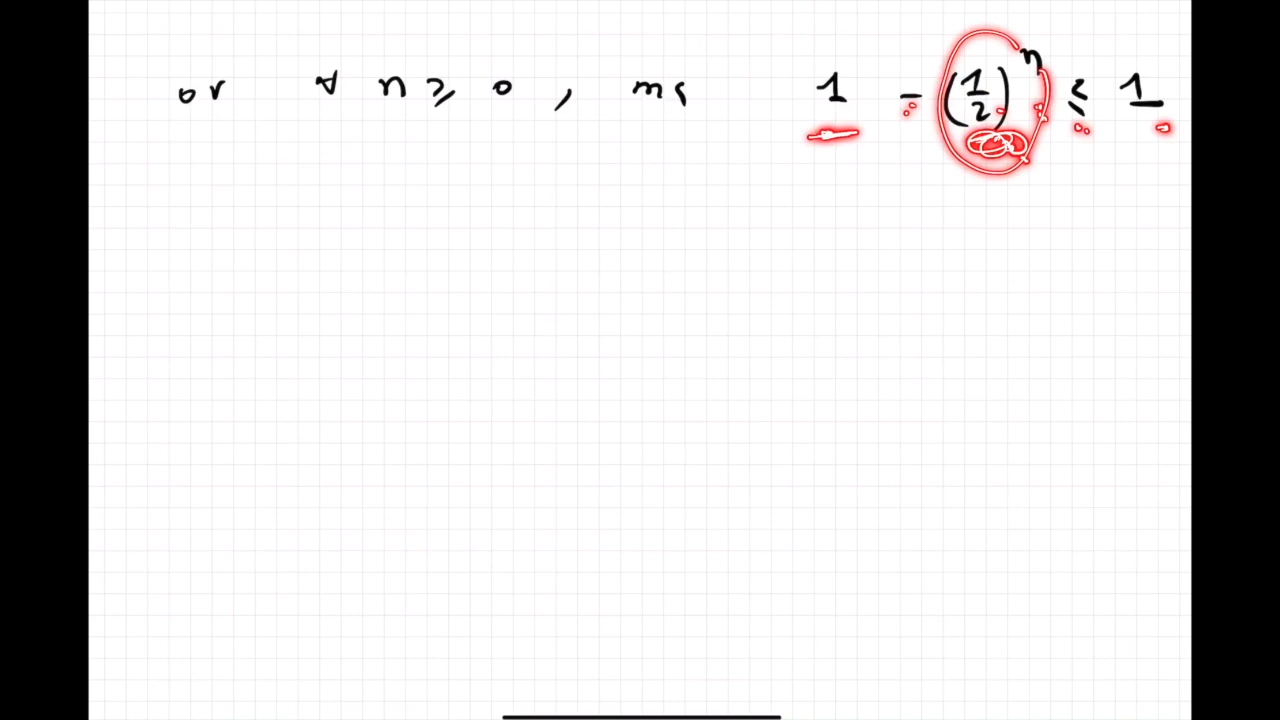 or ∀ n ⩾ 0 , ms 1 - (1/2)^n ≤ 1